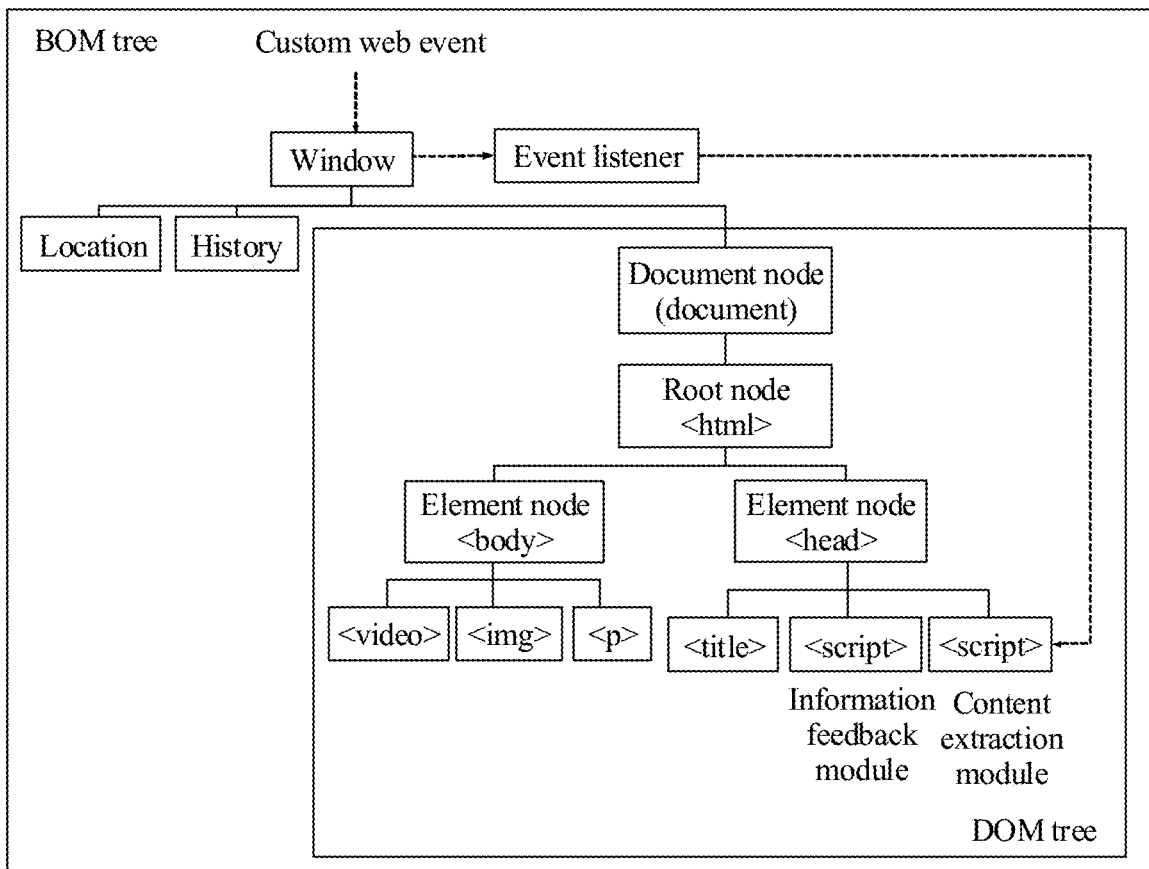 BOM tree
Custom web event
Window
Event listener
Location
History
Document node
(document)
Root node
<html>
Element node
<body>
Element node
<head>
<video>
<img>
<p>
<title>
<script>
<script>
Information
feedback
module
Content
extraction
module
DOM tree